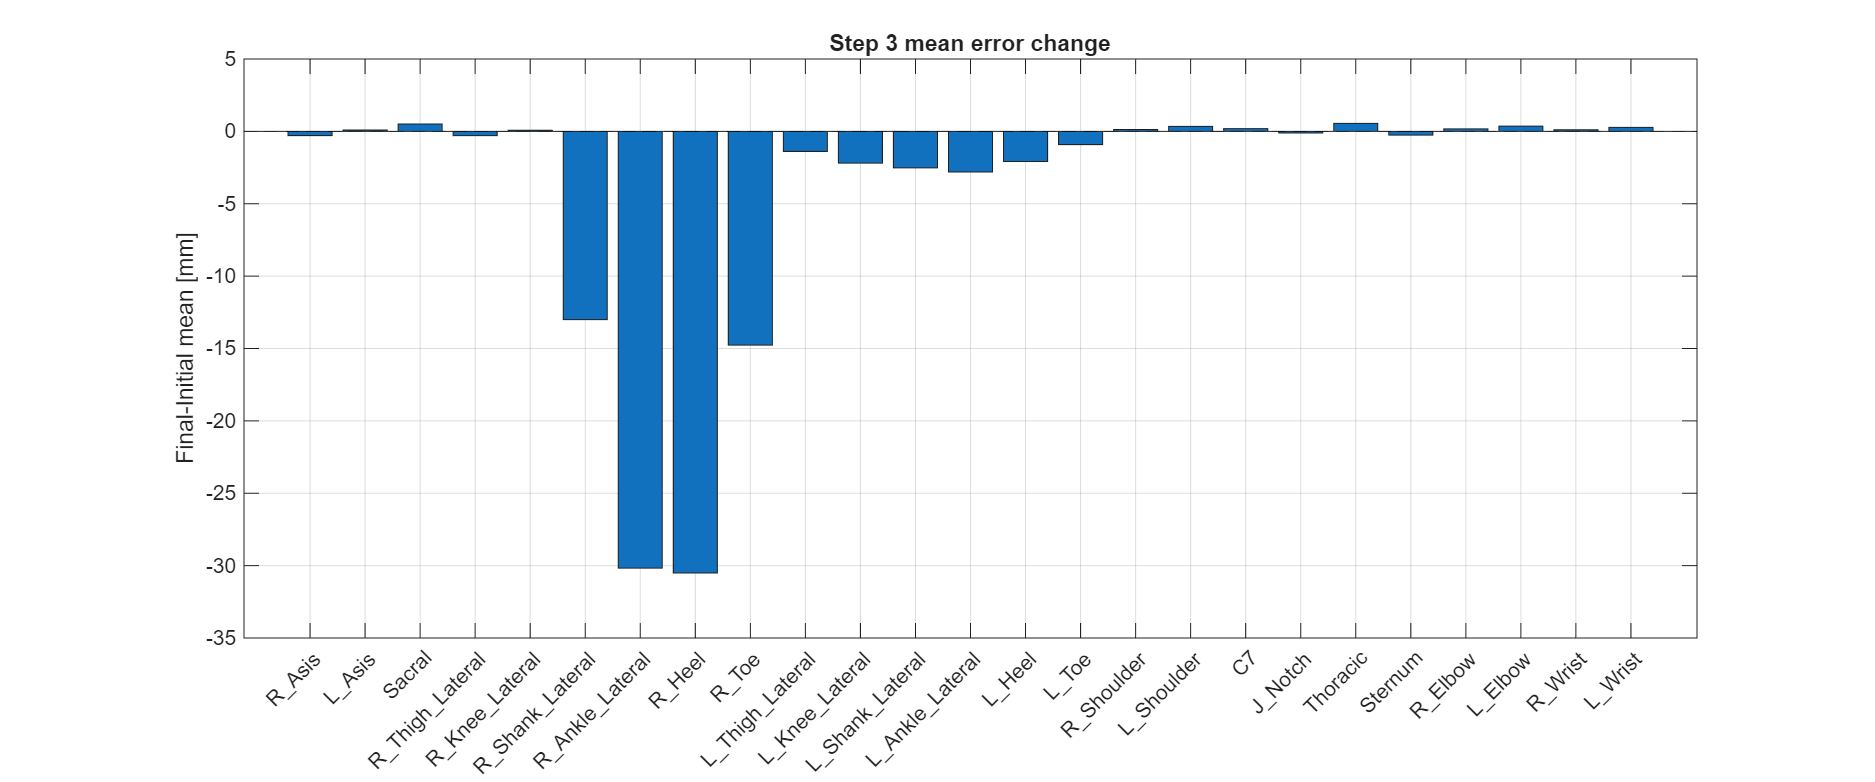 Step 3 mean error change
5
0
-5
-10
-15
-20
-25
-30
-35
Final-Initial mean [mm]
R_Asis
L_Asis
Sacral
R_Thigh_Lateral
R_Knee_Lateral
R_Shank_Lateral
R_Ankle_Lateral
R_Heel
R_Toe
L_Thigh_Lateral
L_Knee_Lateral
L_Shank_Lateral
L_Ankle_Lateral
L_Heel
L_Toe
R_Shoulder
L_Shoulder
C7
J_Notch
Thoracic
Sternum
R_Elbow
L_Elbow
R_Wrist
L_Wrist